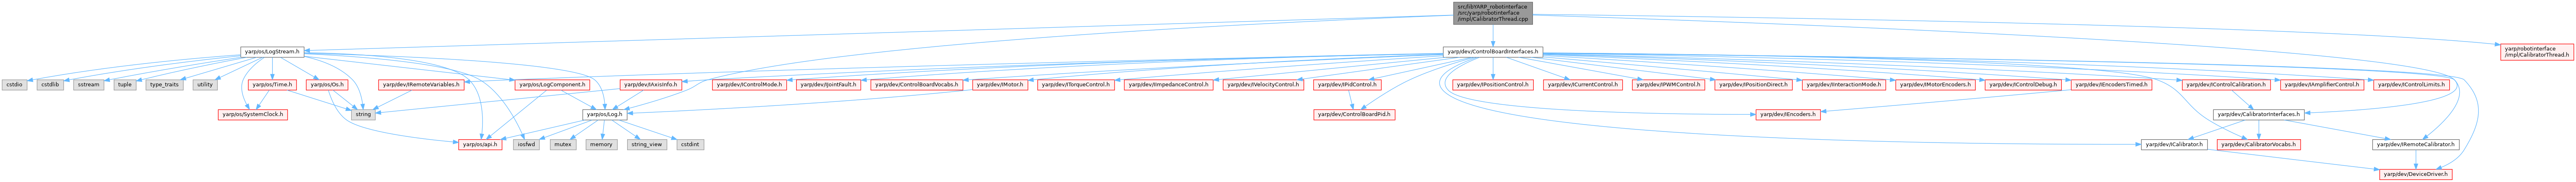 src/libYARP_robotinterface
/src/yarp/robotinterface
/impl/CalibratorThread.cpp
yarp/os/LogStream.h
yarp/dev/ControlBoardInterfaces.h
yarp/robotinterface
/impl/CalibratorThread.h
cstdio
cstdlib
sstream
tuple
type_traits
utility
yarp/os/Time.h
yarp/os/Os.h
yarp/dev/IRemoteVariables.h
yarp/os/LogComponent.h
yarp/dev/IAxisInfo.h
yarp/dev/IControlMode.h
yarp/dev/IJointFault.h
yarp/dev/ControlBoardVocabs.h
yarp/dev/IMotor.h
yarp/dev/ITorqueControl.h
yarp/dev/IImpedanceControl.h
yarp/dev/IVelocityControl.h
yarp/dev/IPidControl.h
yarp/dev/IPositionControl.h
yarp/dev/ICurrentControl.h
yarp/dev/IPWMControl.h
yarp/dev/IPositionDirect.h
yarp/dev/IInteractionMode.h
yarp/dev/IMotorEncoders.h
yarp/dev/IControlDebug.h
yarp/dev/IEncodersTimed.h
yarp/dev/IControlCalibration.h
yarp/dev/IAmplifierControl.h
yarp/dev/IControlLimits.h
yarp/os/SystemClock.h
string
yarp/os/Log.h
yarp/dev/ControlBoardPid.h
yarp/dev/IEncoders.h
yarp/dev/CalibratorInterfaces.h
yarp/os/api.h
iosfwd
mutex
memory
string_view
cstdint
yarp/dev/ICalibrator.h
yarp/dev/CalibratorVocabs.h
yarp/dev/IRemoteCalibrator.h
yarp/dev/DeviceDriver.h